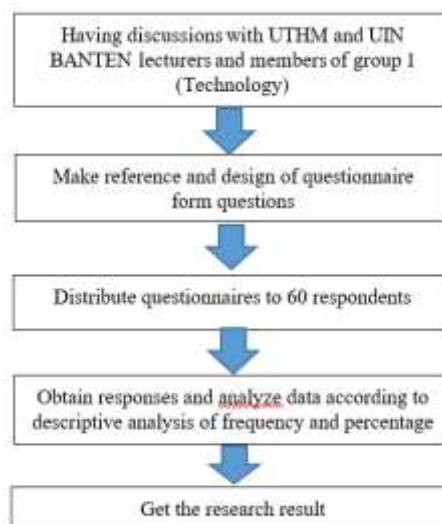 Having discussions with UTHM and UIN
BANTEN lecturers and members of group 1
(Technology)
Make reference and design of questionnaire
form questions
Distribute questionnaires to 60 respondents
Obtain responses and analyze data according to
descriptive analysis of frequency and percentage
Get the research result